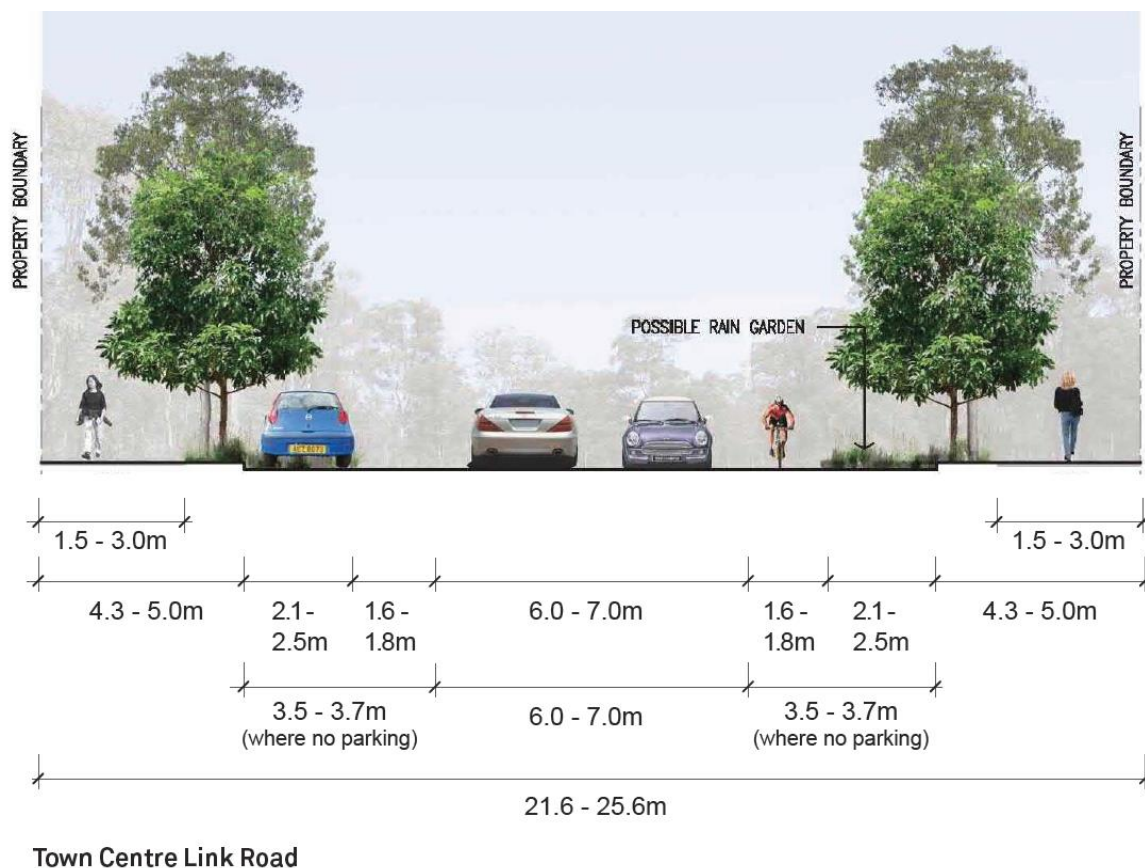 PROPERTY BOUNDARY
PROPERTY BOUNDARY
POSSIBLE RAIN GARDEN
1.5 - 3.0m
1.5 - 3.0m
4.3 - 5.0m
2.1 -
2.5m
1.6 -
1.8m
6.0 - 7.0m
1.6 -
1.8m
2.1 -
2.5m
4.3 - 5.0m
3.5 - 3.7m
(where no parking)
6.0 - 7.0m
3.5 - 3.7m
(where no parking)
21.6 - 25.6m
Town Centre Link Road